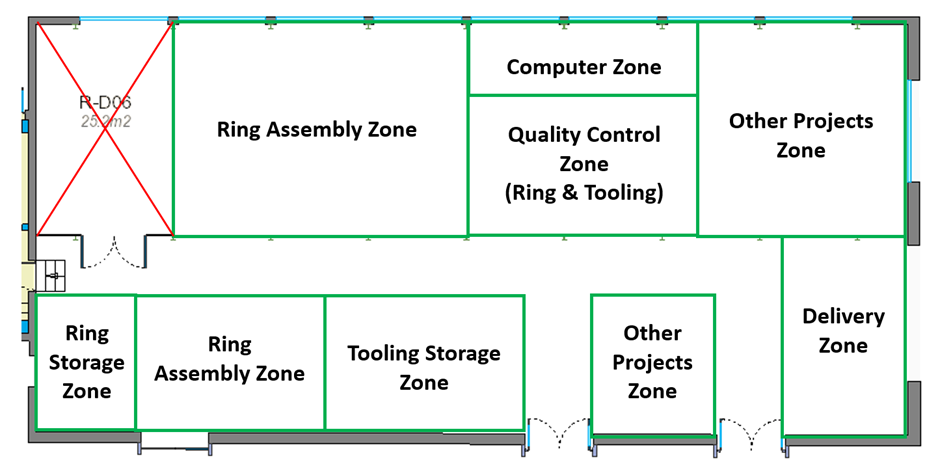 R-D06
25.2m2
Ring Assembly Zone
Computer Zone
Quality Control
Zone
(Ring & Tooling)
Other Projects
Zone
Ring
Storage
Zone
Ring
Assembly Zone
Tooling Storage
Zone
Other
Projects
Zone
Delivery
Zone